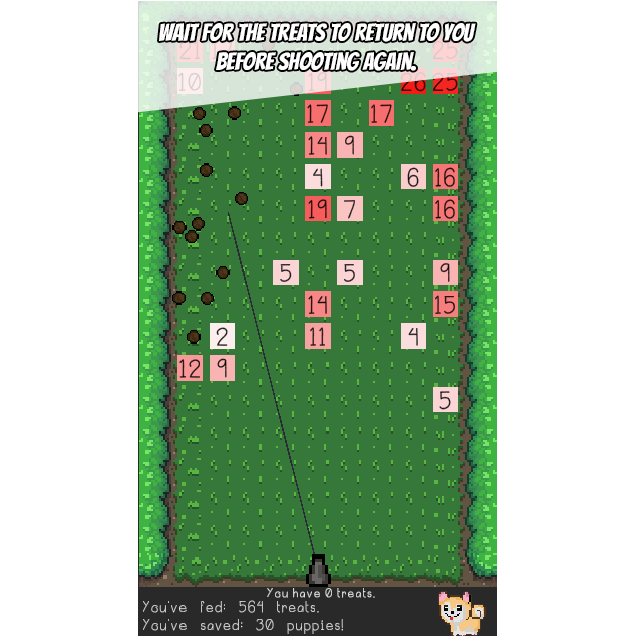 WAIT FOR THE TREATS TO RETURN TO YOU
BEFORE SHOOTING AGAIN.
21 25
10 19 26 25
17 17
14 9
4 6 16
19 7 16
5 5 9
14 15
2 11 4
12 9
5
You have 0 treats.
You've fed: 564 treats.
You've saved: 30 puppies!